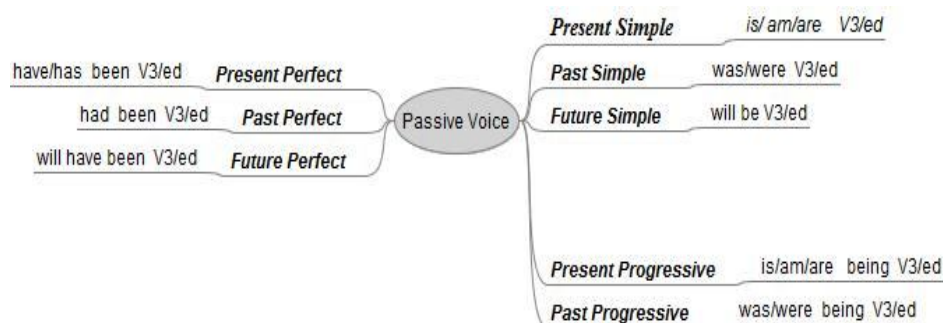 have/has been V3/ed Present Perfect
had been V3/ed Past Perfect
will have been V3/ed Future Perfect
Passive Voice
Present Simple is/ am/are V3/ed
Past Simple was/were V3/ed
Future Simple will be V3/ed
Present Progressive is/am/are being V3/ed
Past Progressive was/were being V3/ed